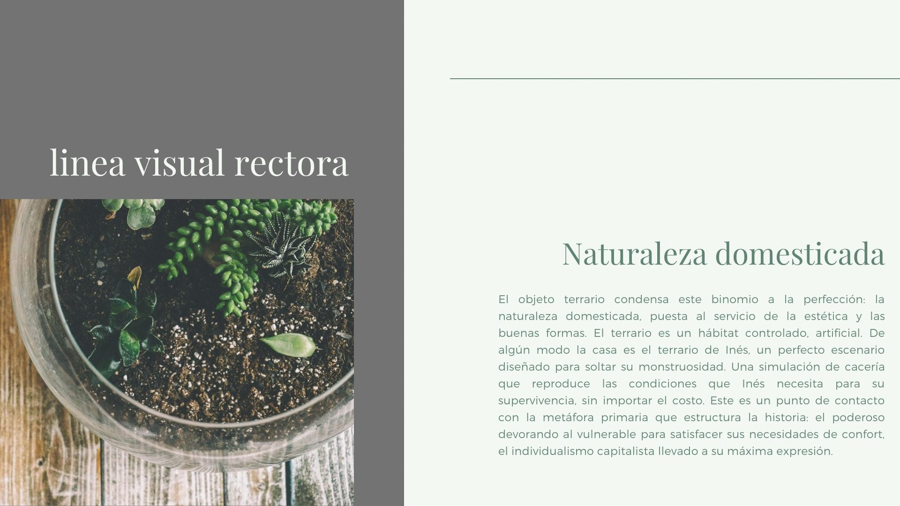 linea visual rectora
Naturaleza domesticada
El objeto terrario condensa este binomio a la perfección: la
naturaleza domesticada, puesta al servicio de la estética y las
buenas formas. El terrario es un hábitat controlado, artificial. De
algún modo la casa es el terrario de Inés, un perfecto escenario
diseñado para soltar su monstruosidad. Una simulación de cacería
que reproduce las condiciones que Inés necesita para su
supervivencia, sin importar el costo. Este es un punto de contacto
con la metáfora primaria que estructura la historia: el poderoso
devorando al vulnerable para satisfacer sus necesidades de confort,
el individualismo capitalista llevado a su máxima expresión.